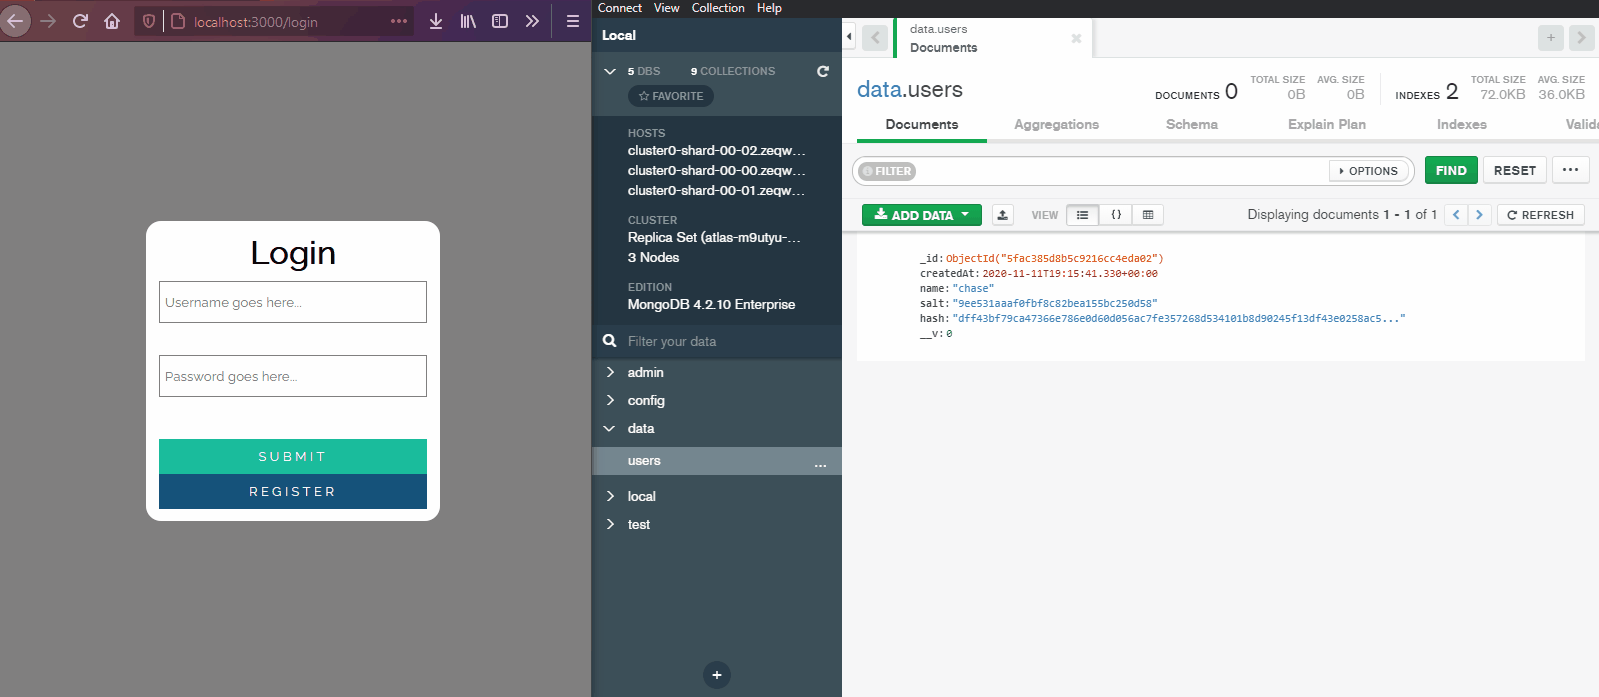 localhost:3000/login
Login
Username goes here...
Password goes here...
SUBMIT
REGISTER
Connect View Collection Help
Local
5 DBS 9 COLLECTIONS
FAVORITE
HOSTS
cluster0-shard-00-02.zeqw...
cluster0-shard-00-00.zeqw...
cluster0-shard-00-01.zeqw...
CLUSTER
Replica Set (atlas-m9utyu-...
3 Nodes
EDITION
MongoDB 4.2.10 Enterprise
Filter your data
admin
config
data
users ...
local
test
data.users
Documents
data.users
DOCUMENTS 0 TOTAL SIZE 0B AVG. SIZE 0B INDEXES 2 TOTAL SIZE 72.0KB AVG. SIZE 36.0KB
Documents Aggregations Schema Explain Plan Indexes Valida
FILTER OPTIONS FIND RESET ...
ADD DATA VIEW {} Displaying documents 1 - 1 of 1 REFRESH
_id: ObjectId("5fac385d8b5c9216cc4eda02")
createdAt: 2020-11-11T19:15:41.330+00:00
name: "chase"
salt: "9ee531aaaf0fbf8c82bea155bc250d58"
hash: "dff43bf79ca47366e786e0d60d056ac7fe357268d534101b8d90245f13df43e0258ac5..."
__v: 0